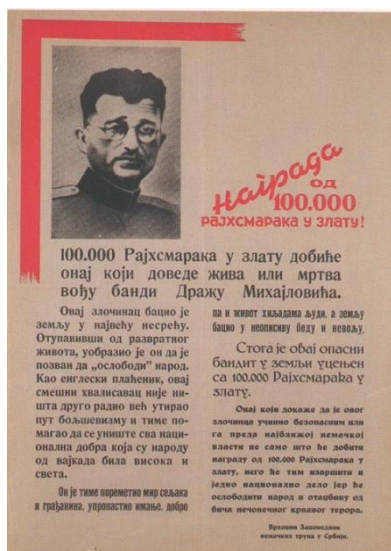 Награда
од
100.000
РАЈХСМАРАКА У ЗЛАТУ!
100.000 Рајхсмарака у злату добиће
онај који доведе жива или мртва
вођу банди Дражу Михајловића.
Овај злочинац бацио је
земљу у највећу несрећу.
Отупавивши од развратног
живота, уобразио је он да је
позван да „ослободи" народ.
Као енглески плаћеник, овај
смешни хвалисавац није ни-
шта друго радио већ утирао
пут бољшевизму и тиме по-
магао да се униште сва наци-
онална добра која су народу
од вајкада била висока и
света.
Он је тиме пореметио мир сељака
и грађанина, упропастио имање, добро
па и живот хиљадама људи, а земљу
бацио у неописиву беду и невољу.
Стога је овај опасни
бандит у земљи уцењен
са 100.000 Рајхсмарака у
злату.
Онај који докаже да је овог
злочинца учинио безопасним или
га преда најближој немачкој
власти не само што ће добити
награду од 100.000 Рајхсмарака у
злату, него ће тим извршити и
једно национално дело јер ће
ослободити народ и отаџбину од
бича нечовечног крвавог терора.
Врховни Заповедник
немачких трупа у Србији.